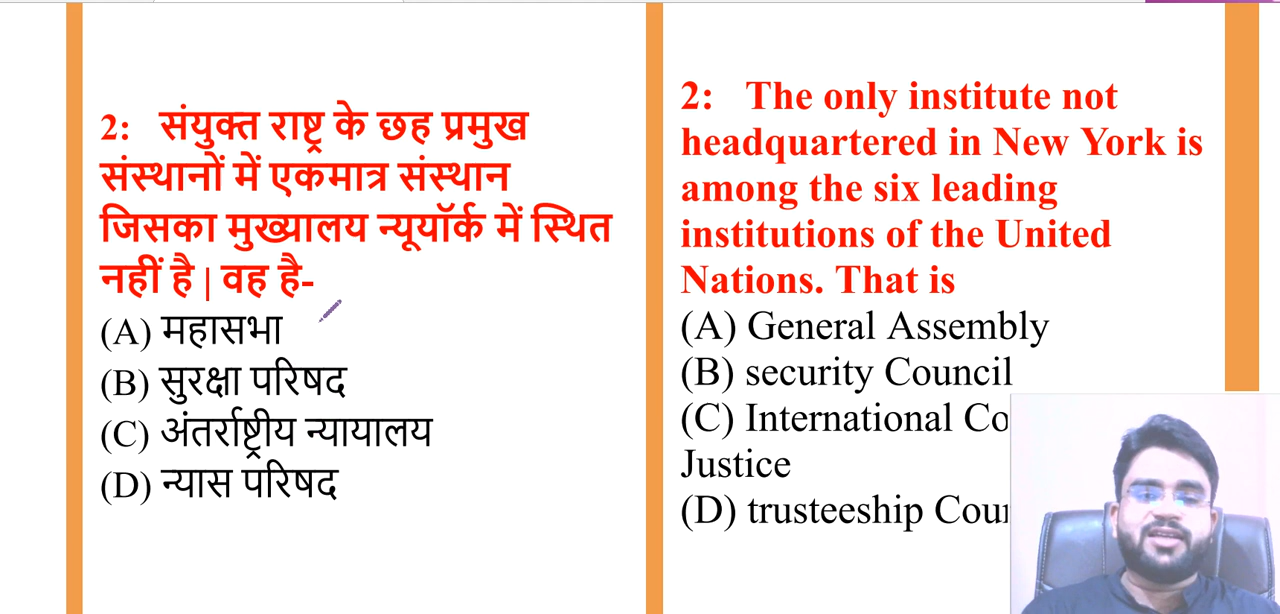 2: संयुक्त राष्ट्र के छह प्रमुख
संस्थानों में एकमात्र संस्थान
जिसका मुख्यालय न्यूयॉर्क में स्थित
नहीं है | वह है-
(A) महासभा
(B) सुरक्षा परिषद
(C) अंतर्राष्ट्रीय न्यायालय
(D) न्यास परिषद
2: The only institute not
headquartered in New York is
among the six leading
institutions of the United
Nations. That is
(A) General Assembly
(B) security Council
(C) International
Justice
(D) trusteeship